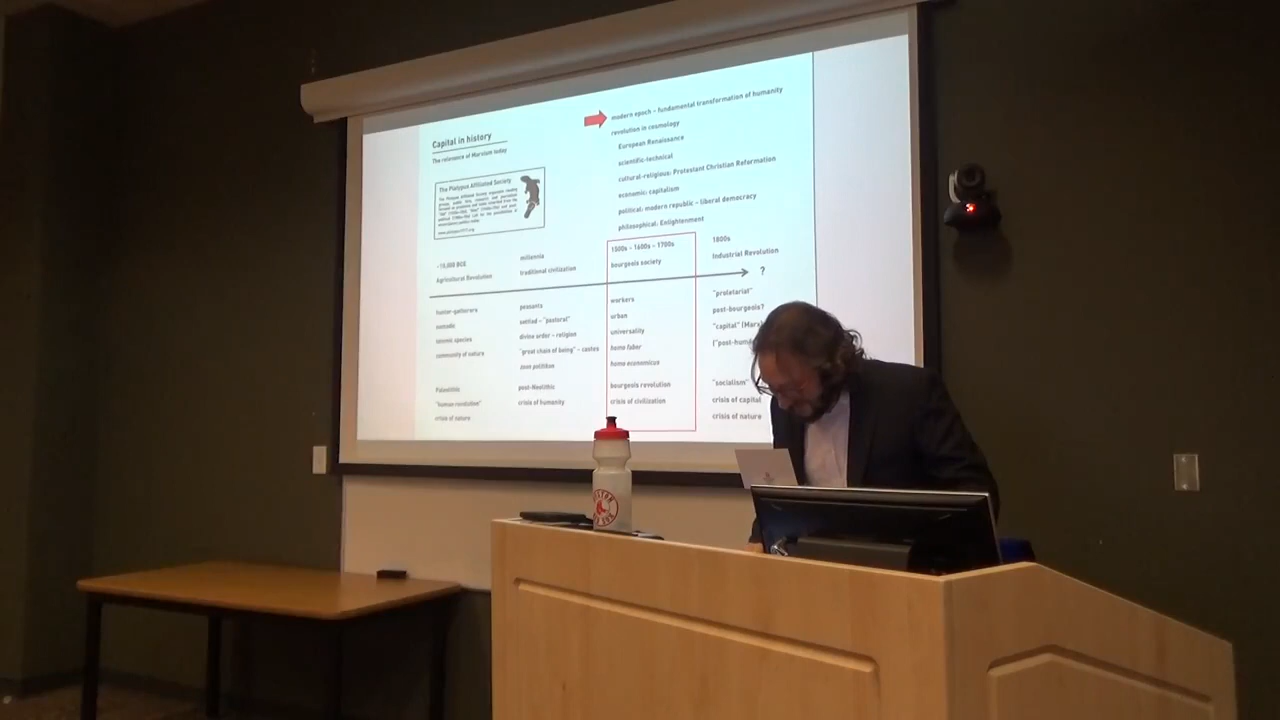 modern epoch – fundamental transformation of humanity
revolution in cosmology
European Renaissance
scientific-technical
cultural-religious: Protestant Christian Reformation
economic: capitalism
political: modern republic – liberal democracy
philosophical: Enlightenment
Capital in history
The relevance of Marxism today
The Platypus Affiliated Society
~10,000 BCE
Agricultural Revolution
millennia
traditional civilization
1500s – 1600s – 1700s
bourgeois society
1800s
Industrial Revolution
?
hunter-gatherers
nomadic
species
community of nature
peasants
settled – "pastoral"
divine order – religion
"great chain of being" – castes
zoon politikon
workers
urban
universality
homo faber
homo economicus
"proletariat"
post-bourgeois?
"capital" (Marx
Paleolithic
"human revolution"
crisis of nature
post-Neolithic
crisis of humanity
bourgeois revolution
crisis of civilization
"socialism"
crisis of capital
crisis of nature